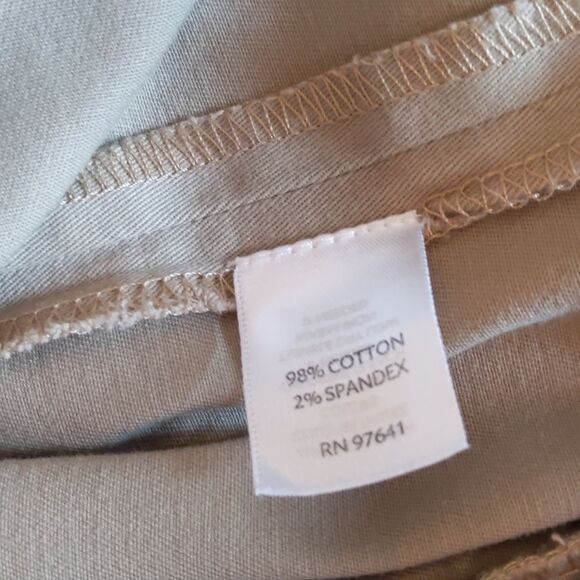 98% COTTON
2% SPANDEX
RN 97641